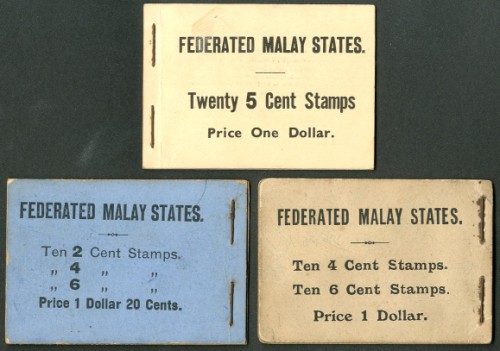 FEDERATED MALAY STATES.
Twenty 5 Cent Stamps
Price One Dollar.
FEDERATED MALAY STATES.
Ten 2 Cent Stamps.
„ 4 „ „
„ 6 „ „
Price 1 Dollar 20 Cents.
FEDERATED MALAY STATES.
Ten 4 Cent Stamps.
Ten 6 Cent Stamps.
Price 1 Dollar.